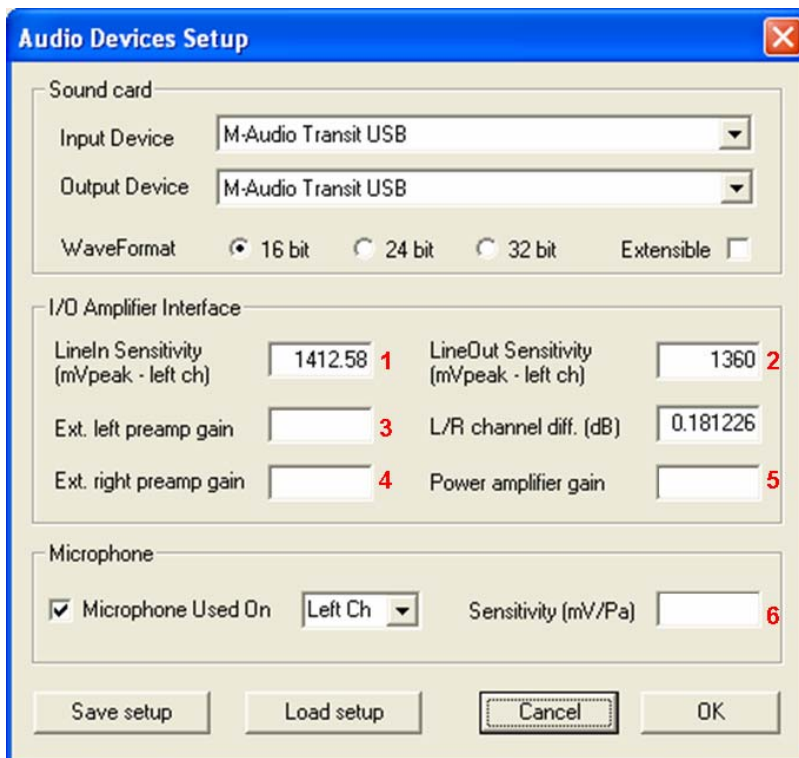 Audio Devices Setup
Sound card
Input Device M-Audio Transit USB
Output Device M-Audio Transit USB
WaveFormat 16 bit 24 bit 32 bit Extensible
I/O Amplifier Interface
LineIn Sensitivity
(mVpeak - left ch) 1412.58 1
LineOut Sensitivity
(mVpeak - left ch) 1360 2
Ext. left preamp gain 3
L/R channel diff. (dB) 0.181226
Ext. right preamp gain 4
Power amplifier gain 5
Microphone
Microphone Used On Left Ch Sensitivity (mV/Pa) 6
Save setup Load setup Cancel OK